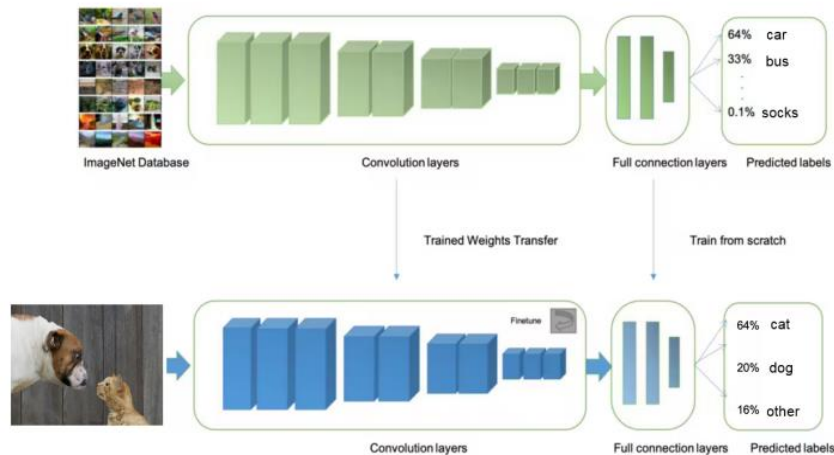 64% car
33% bus
0.1% socks
ImageNet Database
Convolution layers
Full connection layers
Predicted labels
Trained Weights Transfer
Train from scratch
Finetune
64% cat
20% dog
16% other
Convolution layers
Full connection layers
Predicted labels